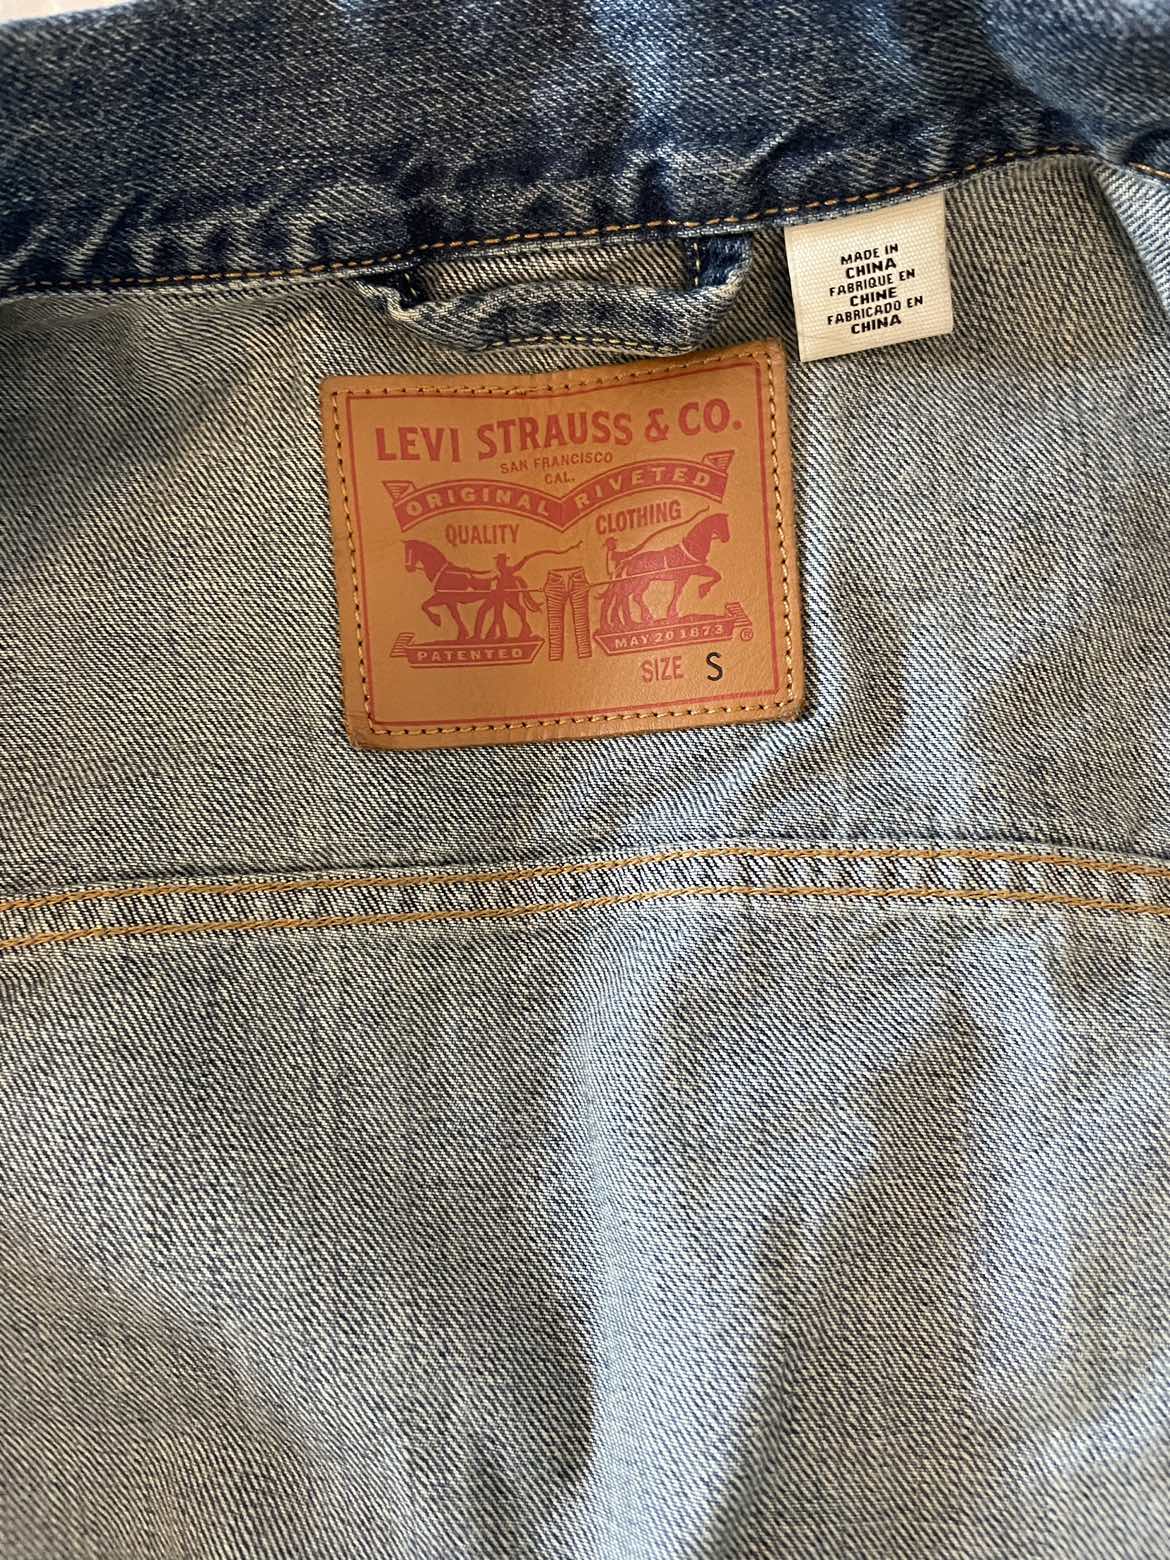 MADE IN
CHINA
FABRIQUE EN
CHINE
FABRICADO EN
CHINA
LEVI STRAUSS & CO.
SAN FRANCISCO
CAL.
ORIGINAL RIVETED
QUALITY CLOTHING
PATENTED MAY 20 1873 ®
SIZE S